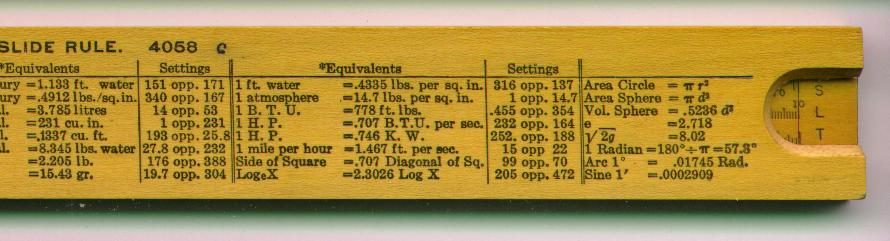 SLIDE RULE. 4058 C
*Equivalents Settings *Equivalents Settings
ury =1.133 ft. water 151 opp. 171 1 ft. water =.4335 lbs. per sq. in. 316 opp. 137 Area Circle = π r²
ury =.4912 lbs./sq.in. 340 opp. 167 1 atmosphere =14.7 lbs. per sq. in. 1 opp. 14.7 Area Sphere = π d²
l. =3.785 litres 14 opp. 53 1 B. T. U. =778 ft. lbs. .455 opp. 354 Vol. Sphere = .5236 d³
l. =231 cu. in. 1 opp. 231 1 H. P. =.707 B.T.U. per sec. 232 opp. 164 e =2.718
l. =.1337 cu. ft. 193 opp. 25.8 1 H. P. =.746 K. W. 252. opp. 188 √2g =8.02
l. =8.345 lbs. water 27.8 opp. 232 1 mile per hour =1.467 ft. per sec. 15 opp 22 1 Radian =180°÷π=57.3°
=2.205 lb. 176 opp. 388 Side of Square =.707 Diagonal of Sq. 99 opp. 70 Arc 1° = .01745 Rad.
=15.43 gr. 19.7 opp. 304 LogeX =2.3026 Log X 205 opp. 472 Sine 1′ =.0002909
S
10 L
T